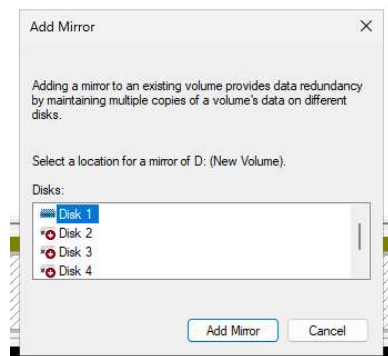 Add Mirror
Adding a mirror to an existing volume provides data redundancy
by maintaining multiple copies of a volume's data on different
disks.
Select a location for a mirror of D: (New Volume).
Disks:
Disk 1
Disk 2
Disk 3
Disk 4
Add Mirror Cancel